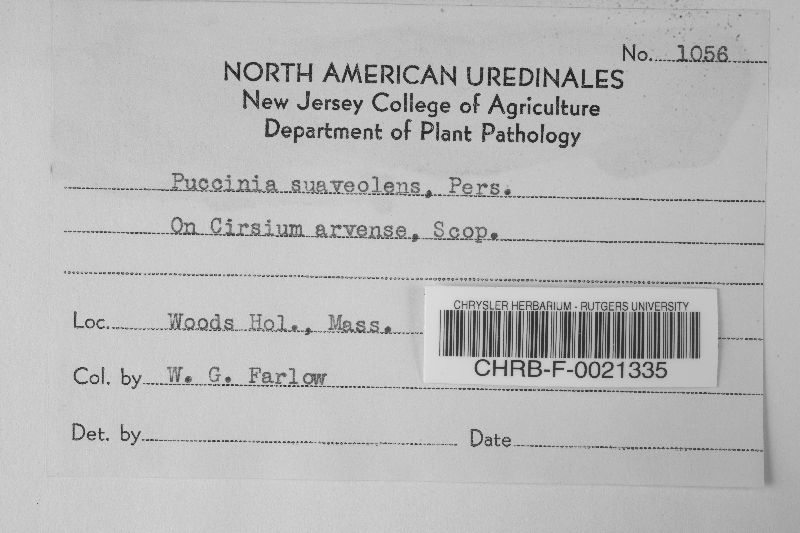 No. 1056
NORTH AMERICAN UREDINALES
New Jersey College of Agriculture
Department of Plant Pathology
Puccinia suaveolens, Pers.
On Cirsium arvense, Scop.
Loc. Woods Hol., Mass.
CHRYSLER HERBARIUM - RUTGERS UNIVERSITY
CHRB-F-0021335
Col. by W. G. Farlow
Det. by
Date